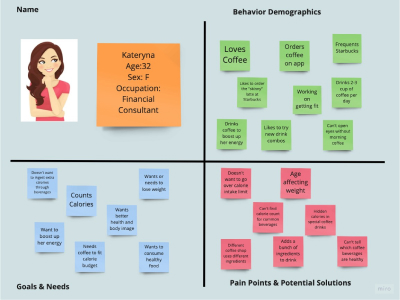 Name
Kateryna
Age:32
Sex: F
Occupation:
Financial
Consultant
Behavior Demographics
Loves
Coffee
Orders
coffee
on app
Frequents
Starbucks
Likes to order
the "skinny"
latte at
Starbucks
Working
on
getting fit
Drinks 2-3
cup of
coffee per
day
Drinks
coffee to
boost up
her energy
Likes to try
new drink
combos
Can't open
eyes without
morning
coffee
Doesn't want
to ingest extra
calories
through
beverages
Counts
Calories
Wants or
needs to
lose weight
Want to
boost up
her energy
Wants
better
health and
body image
Needs
coffee to fit
calorie
budget
Wants to
consume
healthy
food
Goals & Needs
Doesn't
want to go
over calorie
intake limit
Age
affecting
weight
Can't find
calorie count
for common
beverages
Hidden
calories in
special coffee
drinks
Different
coffee shop
uses different
ingredients
Adds a
bunch of
ingredients
to drink
Can't tell
which coffee
beverages
are healthy
Pain Points & Potential Solutions